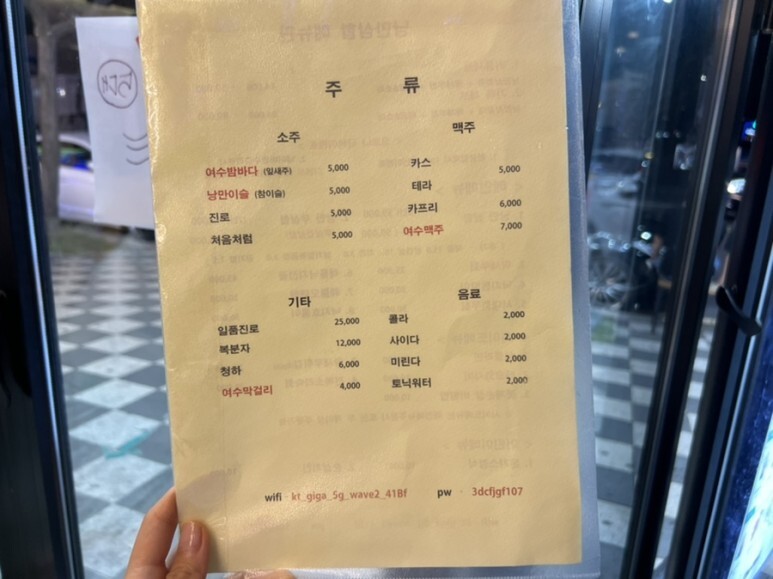 주 류
소주
여수밤바다 (잎새주) 5,000
낭만이슬 (참이슬) 5,000
진로 5,000
처음처럼 5,000
맥주
카스 5,000
테라
카프리 6,000
여수맥주 7,000
기타
일품진로 25,000
복분자 12,000
청하 6,000
여수막걸리 4,000
음료
콜라 2,000
사이다 2,000
미린다 2,000
토닉워터 2,000
wifi · kt_giga_5g_wave2_41Bf pw · 3dcfjgf107